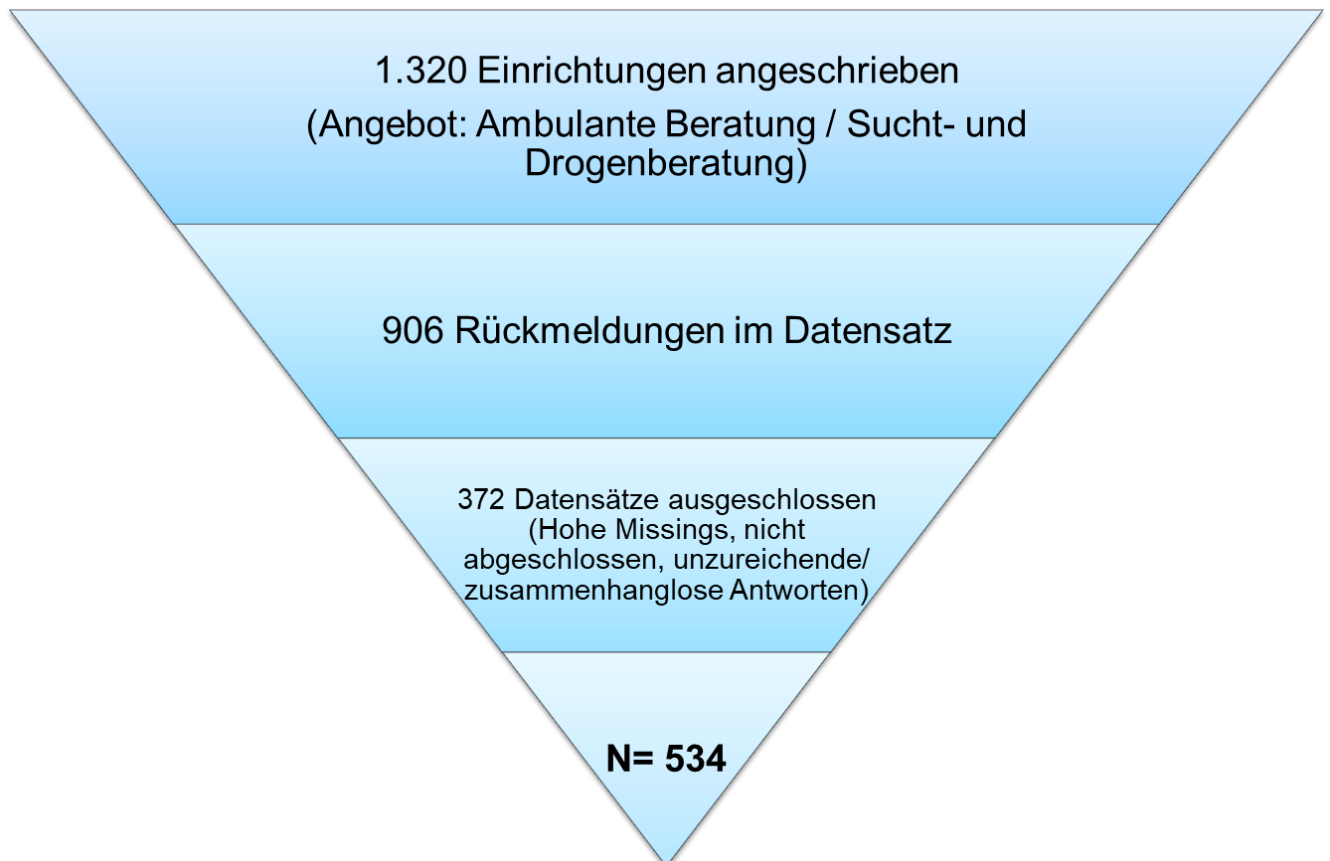 1.320 Einrichtungen angeschrieben
(Angebot: Ambulante Beratung / Sucht- und
Drogenberatung)
906 Rückmeldungen im Datensatz
372 Datensätze ausgeschlossen
(Hohe Missings, nicht
abgeschlossen, unzureichende/
zusammenhanglose Antworten)
N= 534